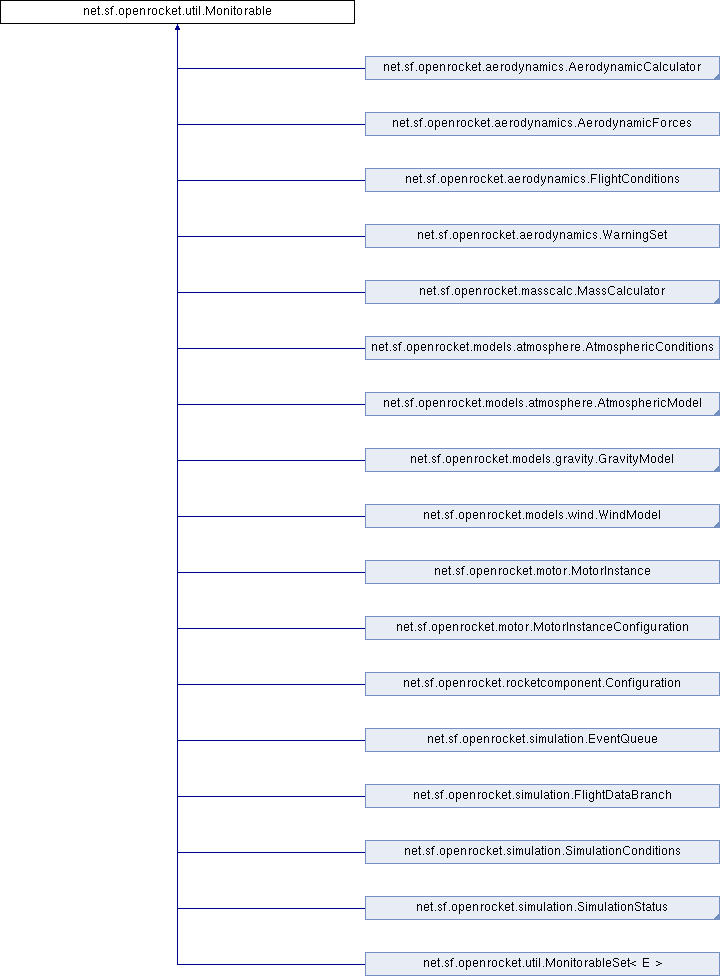 net.sf.openrocket.util.Monitorable
net.sf.openrocket.aerodynamics.AerodynamicCalculator
net.sf.openrocket.aerodynamics.AerodynamicForces
net.sf.openrocket.aerodynamics.FlightConditions
net.sf.openrocket.aerodynamics.WarningSet
net.sf.openrocket.masscalc.MassCalculator
net.sf.openrocket.models.atmosphere.AtmosphericConditions
net.sf.openrocket.models.atmosphere.AtmosphericModel
net.sf.openrocket.models.gravity.GravityModel
net.sf.openrocket.models.wind.WindModel
net.sf.openrocket.motor.MotorInstance
net.sf.openrocket.motor.MotorInstanceConfiguration
net.sf.openrocket.rocketcomponent.Configuration
net.sf.openrocket.simulation.EventQueue
net.sf.openrocket.simulation.FlightDataBranch
net.sf.openrocket.simulation.SimulationConditions
net.sf.openrocket.simulation.SimulationStatus
net.sf.openrocket.util.MonitorableSet< E >